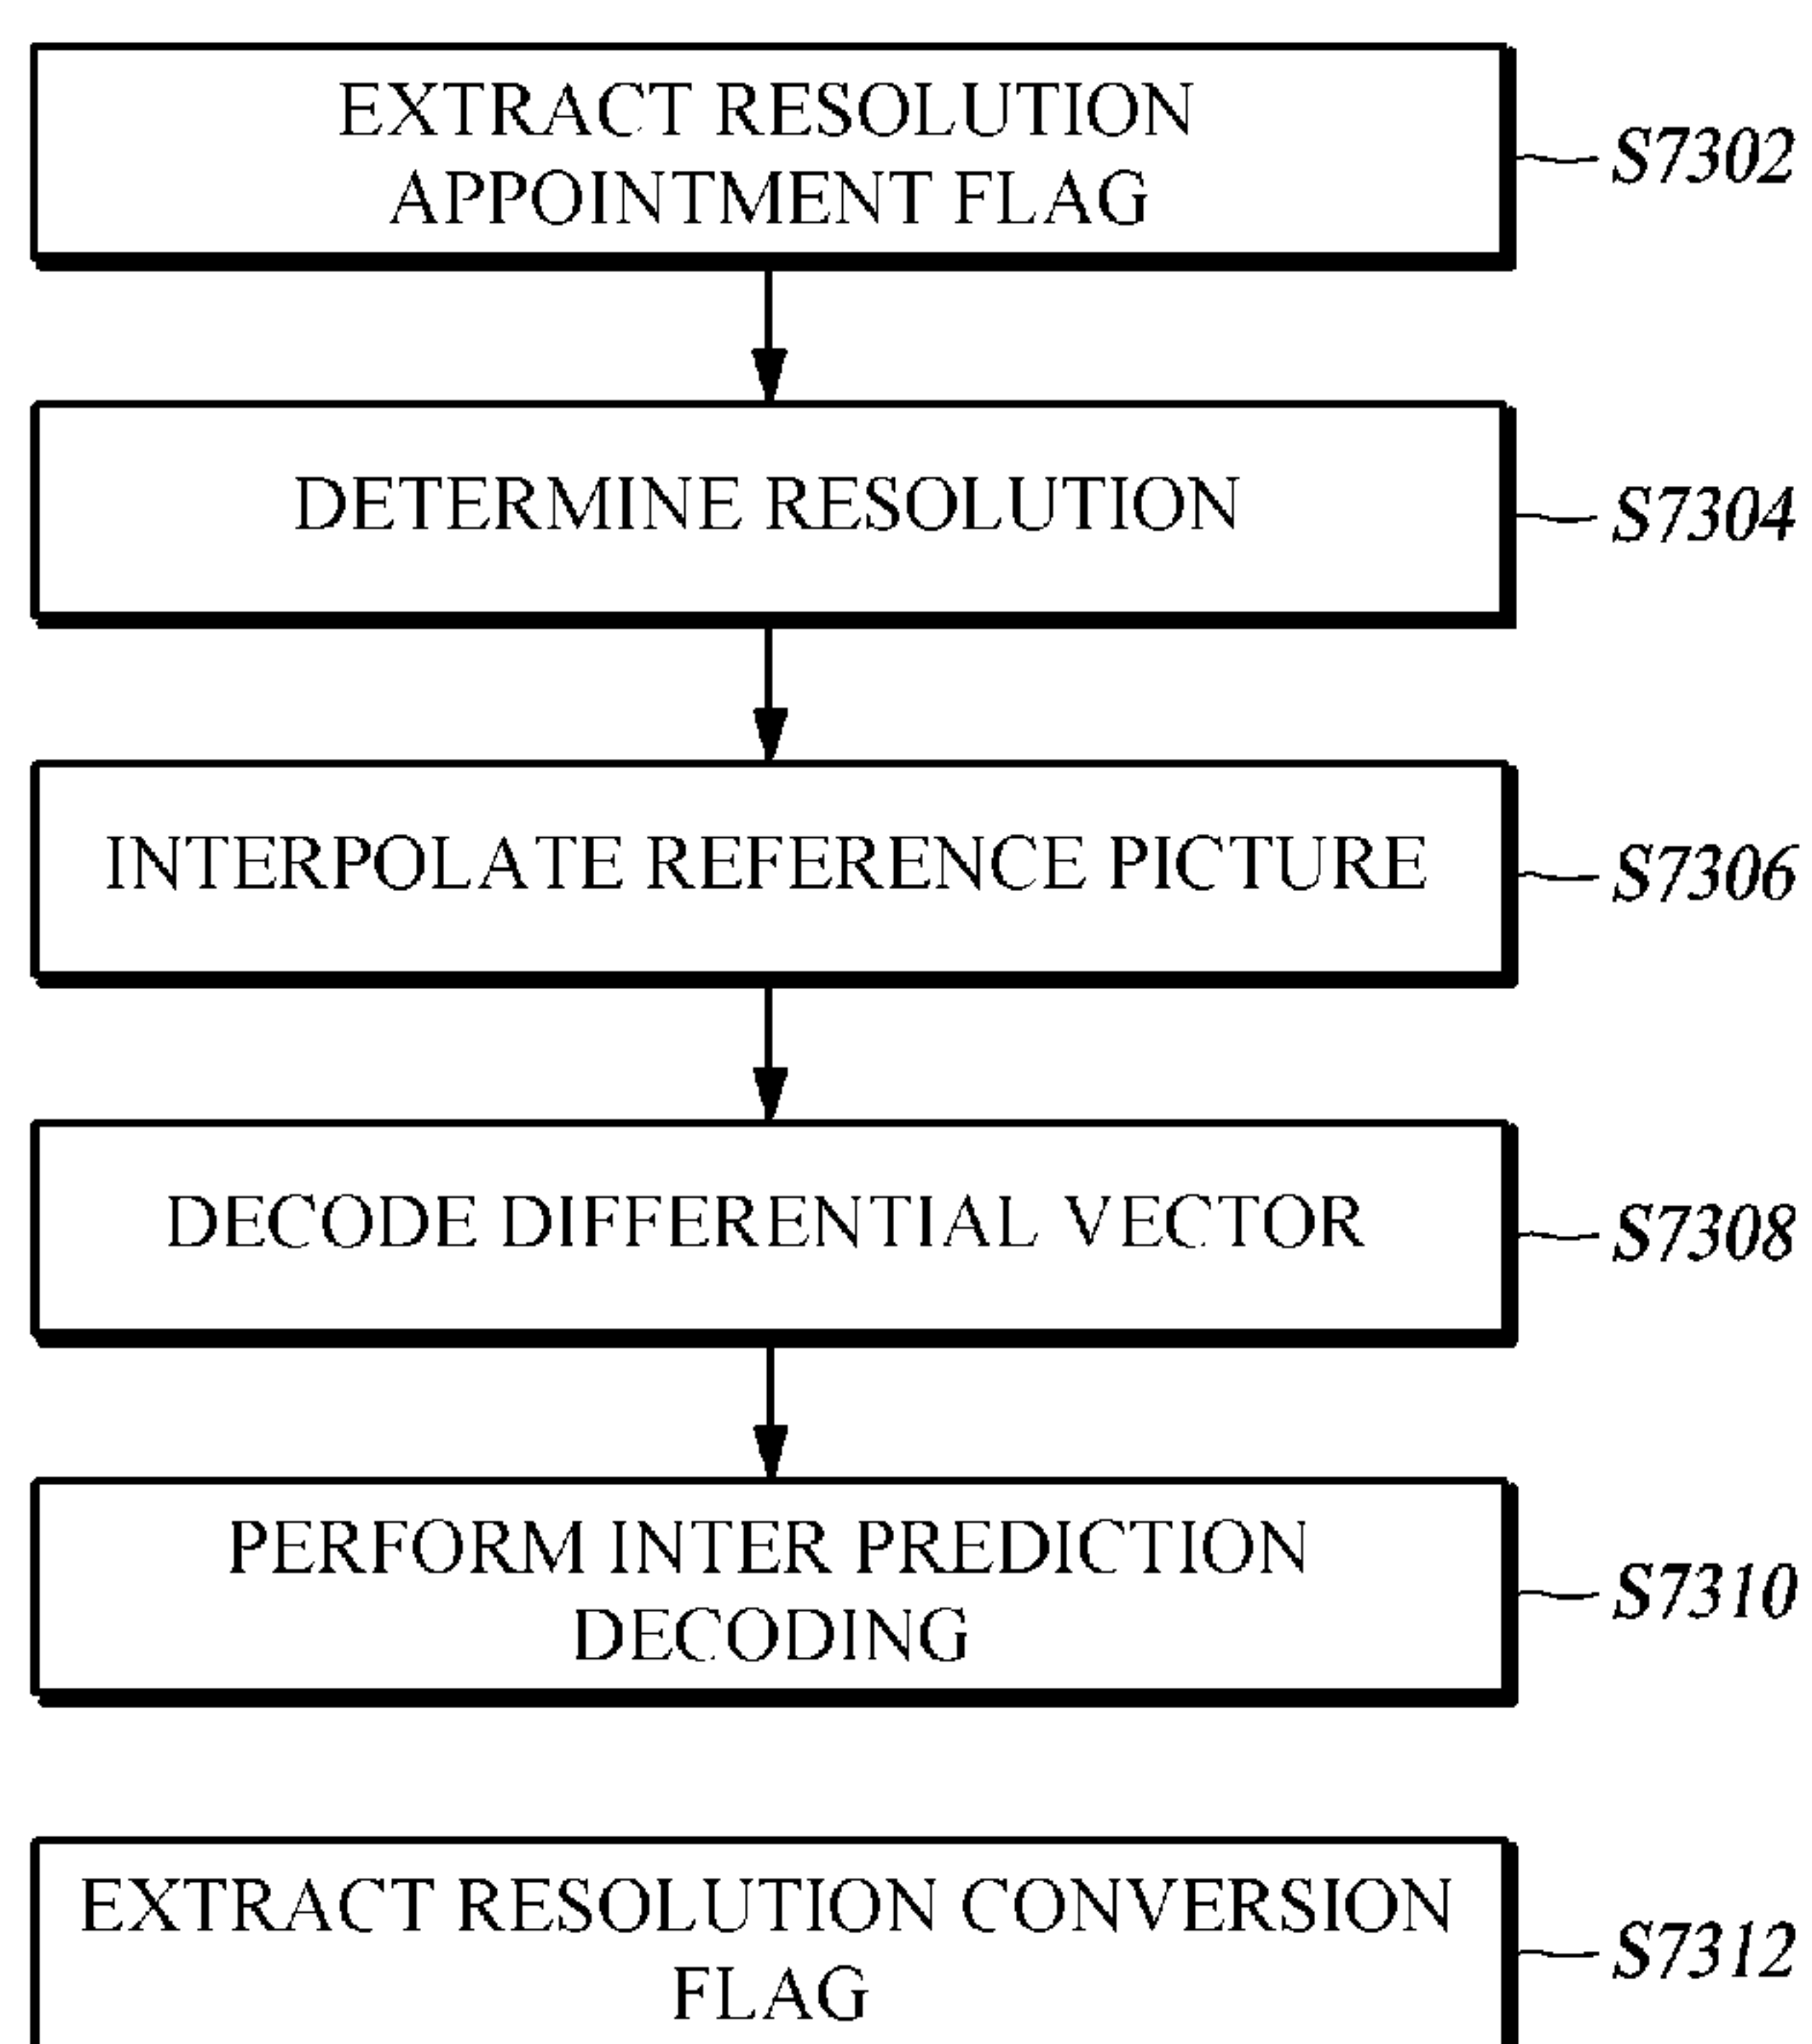 EXTRACT RESOLUTION
APPOINTMENT FLAG
S7302
DETERMINE RESOLUTION
S7304
INTERPOLATE REFERENCE PICTURE
S7306
DECODE DIFFERENTIAL VECTOR
S7308
PERFORM INTER PREDICTION
DECODING
S7310
EXTRACT RESOLUTION CONVERSION
FLAG
S7312